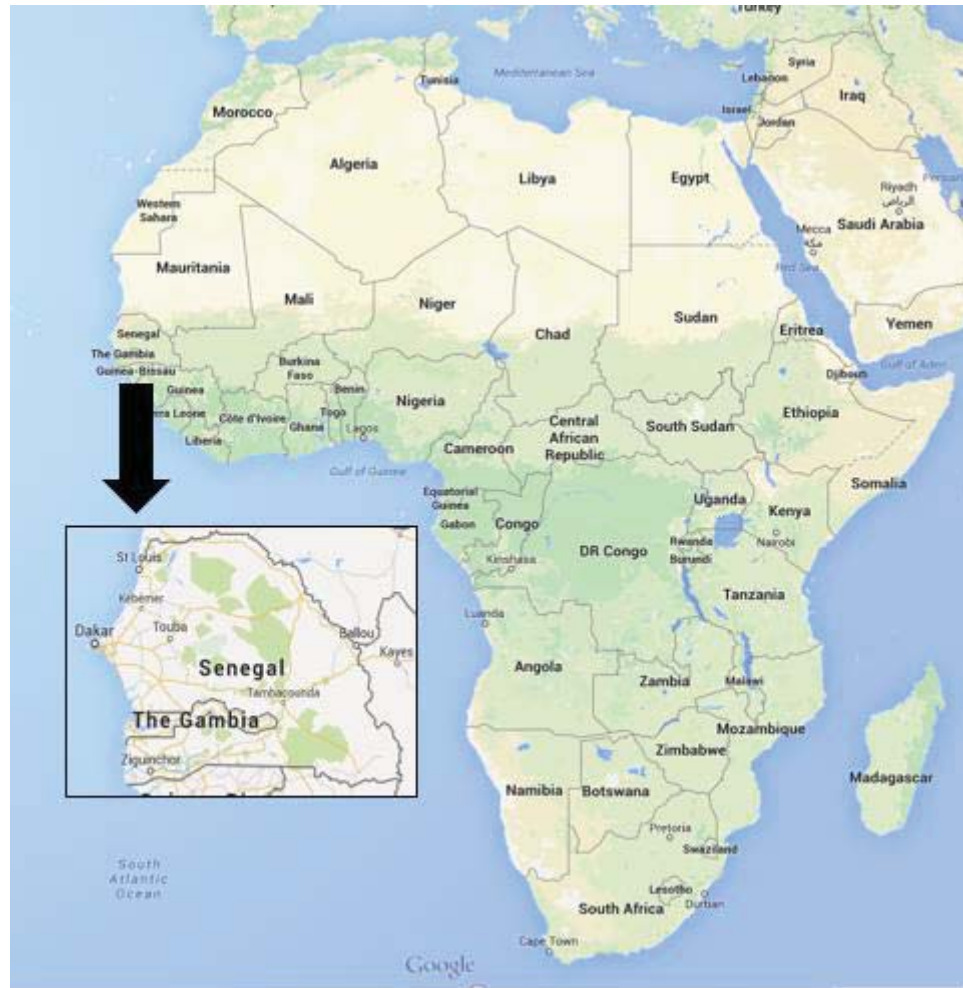 Turkey
Mediterranean Sea
Tunisia
Syria
Lebanon
Iraq
Israel
Jordan
Morocco
Algeria
Libya
Egypt
Riyadh
الرياض
Western
Sahara
Mecca
مكة
Saudi Arabia
Mauritania
Red Sea
Mali
Niger
Chad
Sudan
Eritrea
Yemen
Senegal
The Gambia
Guinea-Bissau
Gulf of Aden
Djibouti
Burkina
Faso
Guinea
Benin
Nigeria
Ethiopia
Leone
Côte d'Ivoire
Togo
Ghana
Lagos
Liberia
Central
African
Republic
South Sudan
Cameroon
Gulf of Guinea
Somalia
Equatorial
Guinea
Gabon
Congo
Uganda
Kenya
DR Congo
Rwanda
Nairobi
Kinshasa
Burundi
Tanzania
Luanda
St Louis
Kébémer
Dakar
Touba
Ballou
Kayes
Senegal
Tambacounda
The Gambia
Ziguinchor
Angola
Zambia
Malawi
Mozambique
Zimbabwe
Namibia
Botswana
Madagascar
Pretoria
Swaziland
South
Atlantic
Ocean
Lesotho
Durban
South Africa
Cape Town
Google